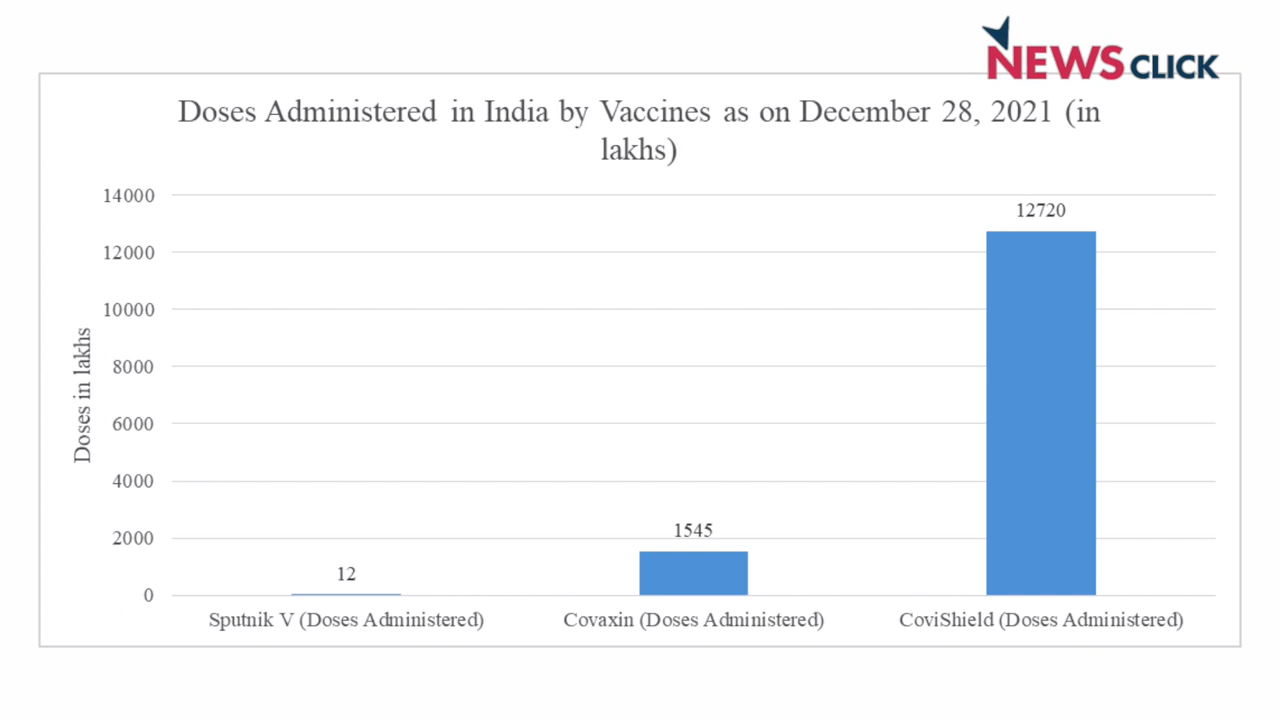 NEWSCLICK
Doses Administered in India by Vaccines as on December 28, 2021 (in
lakhs)
14000
12000
10000
8000
6000
4000
2000
0
Doses in lakhs
12
1545
12720
Sputnik V (Doses Administered)
Covaxin (Doses Administered)
CoviShield (Doses Administered)